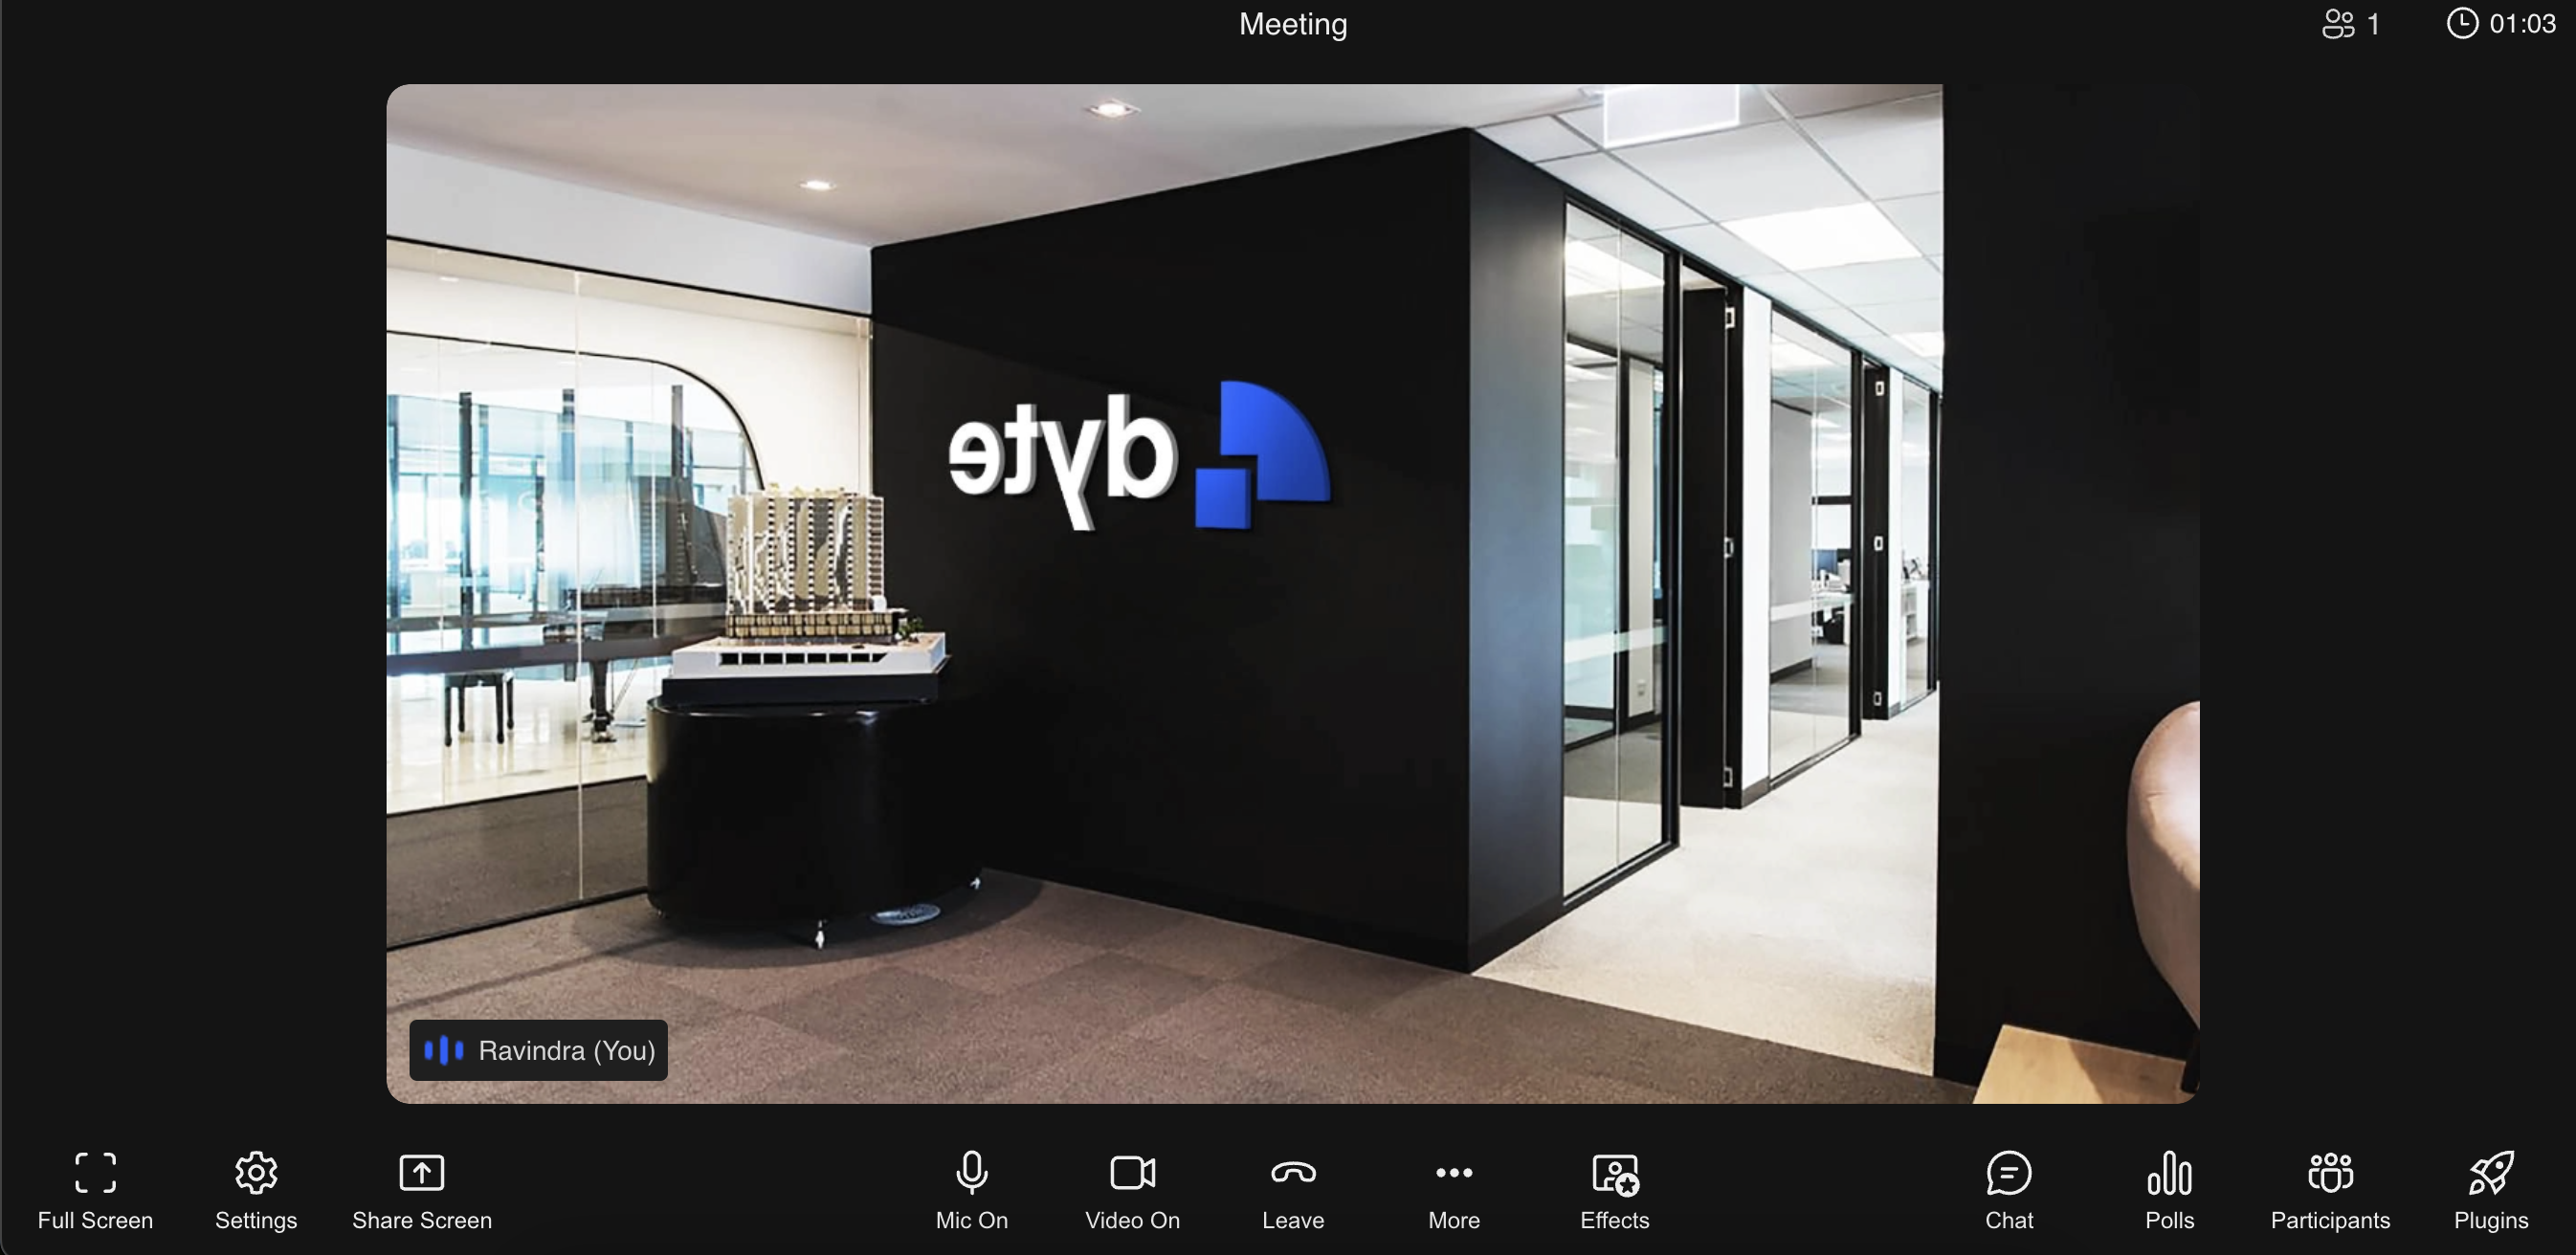 Meeting
1
01:03
dyte
Ravindra (You)
Full Screen
Settings
Share Screen
Mic On
Video On
Leave
More
Effects
Chat
Polls
Participants
Plugins